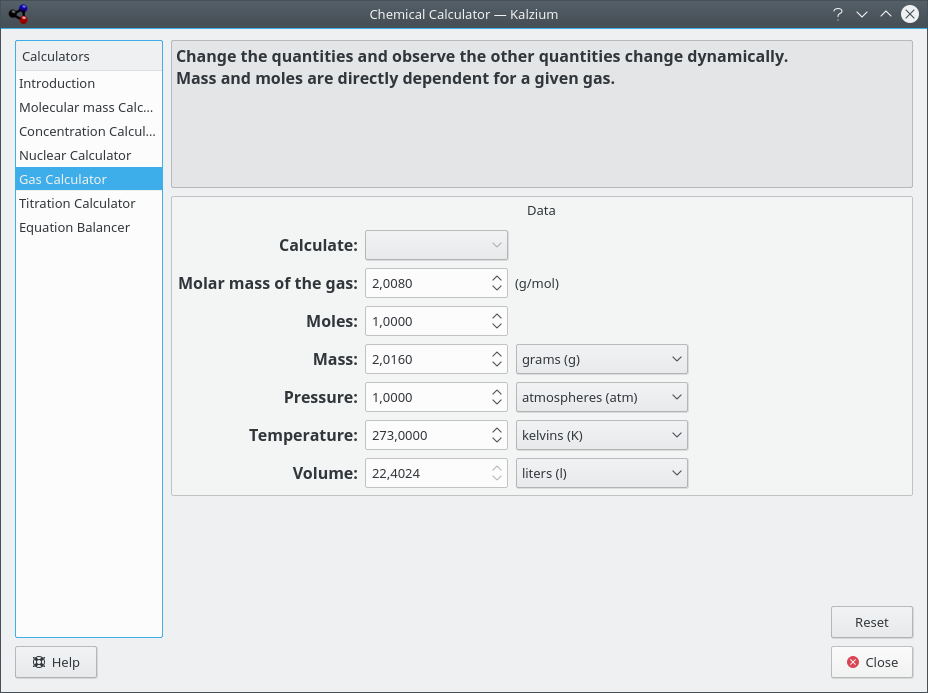 Chemical Calculator — Kalzium
?
Calculators
Introduction
Molecular mass Calc...
Concentration Calcul...
Nuclear Calculator
Gas Calculator
Titration Calculator
Equation Balancer
Change the quantities and observe the other quantities change dynamically.
Mass and moles are directly dependent for a given gas.
Data
Calculate:
Molar mass of the gas: 2,0080 (g/mol)
Moles: 1,0000
Mass: 2,0160 grams (g)
Pressure: 1,0000 atmospheres (atm)
Temperature: 273,0000 kelvins (K)
Volume: 22,4024 liters (l)
Reset
Help
Close